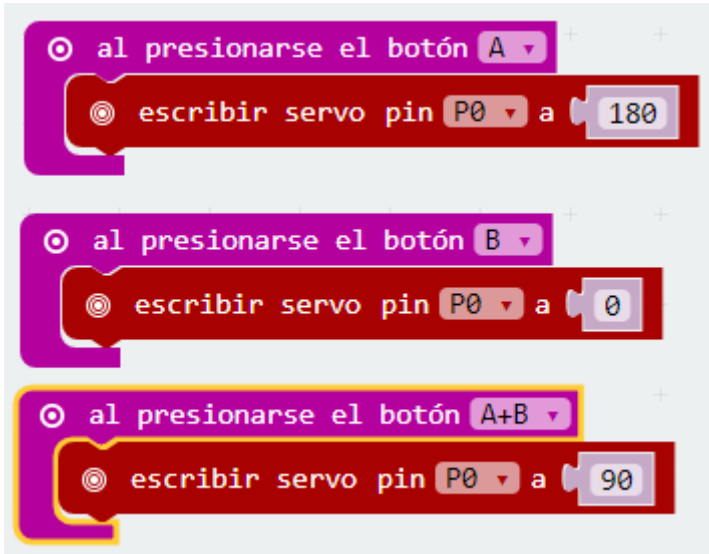 al presionarse el botón A
escribir servo pin P0 a 180
al presionarse el botón B
escribir servo pin P0 a 0
al presionarse el botón A+B
escribir servo pin P0 a 90